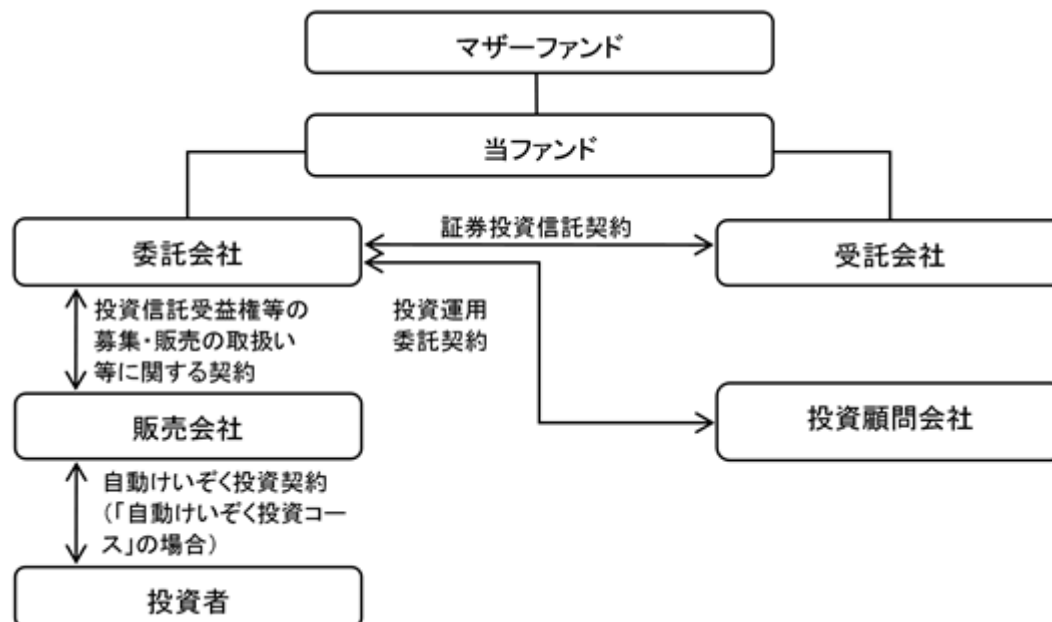 マザーファンド
当ファンド
証券投資信託契約
委託会社
受託会社
投資信託受益権等の
募集・販売の取扱い
等に関する契約
投資運用
委託契約
販売会社
投資顧問会社
自動けいぞく投資契約
(「自動けいぞく投資コー
ス」の場合)
投資者